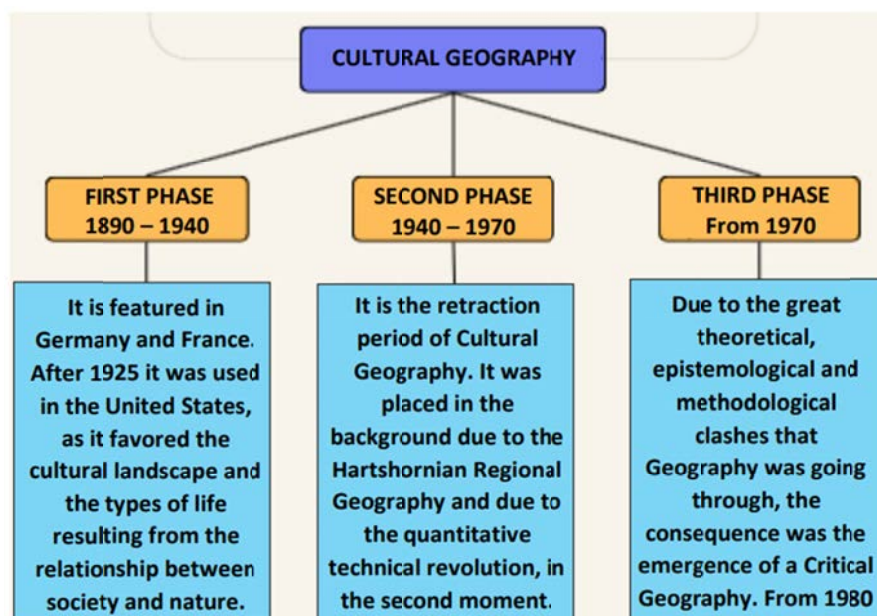 CULTURAL GEOGRAPHY
FIRST PHASE
1890 – 1940
It is featured in
Germany and France.
After 1925 it was used
in the United States,
as it favored the
cultural landscape and
the types of life
resulting from the
relationship between
society and nature.
SECOND PHASE
1940 – 1970
It is the retraction
period of Cultural
Geography. It was
placed in the
background due to the
Hartshornian Regional
Geography and due to
the quantitative
technical revolution, in
the second moment.
THIRD PHASE
From 1970
Due to the great
theoretical,
epistemological and
methodological
clashes that
Geography was going
through, the
consequence was the
emergence of a Critical
Geography. From 1980